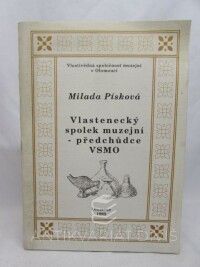 Vlastivědná společnost muzejní
v Olomouci
Milada Písková
Vlastenecký
spolek muzejní
- předchůdce
VSMO